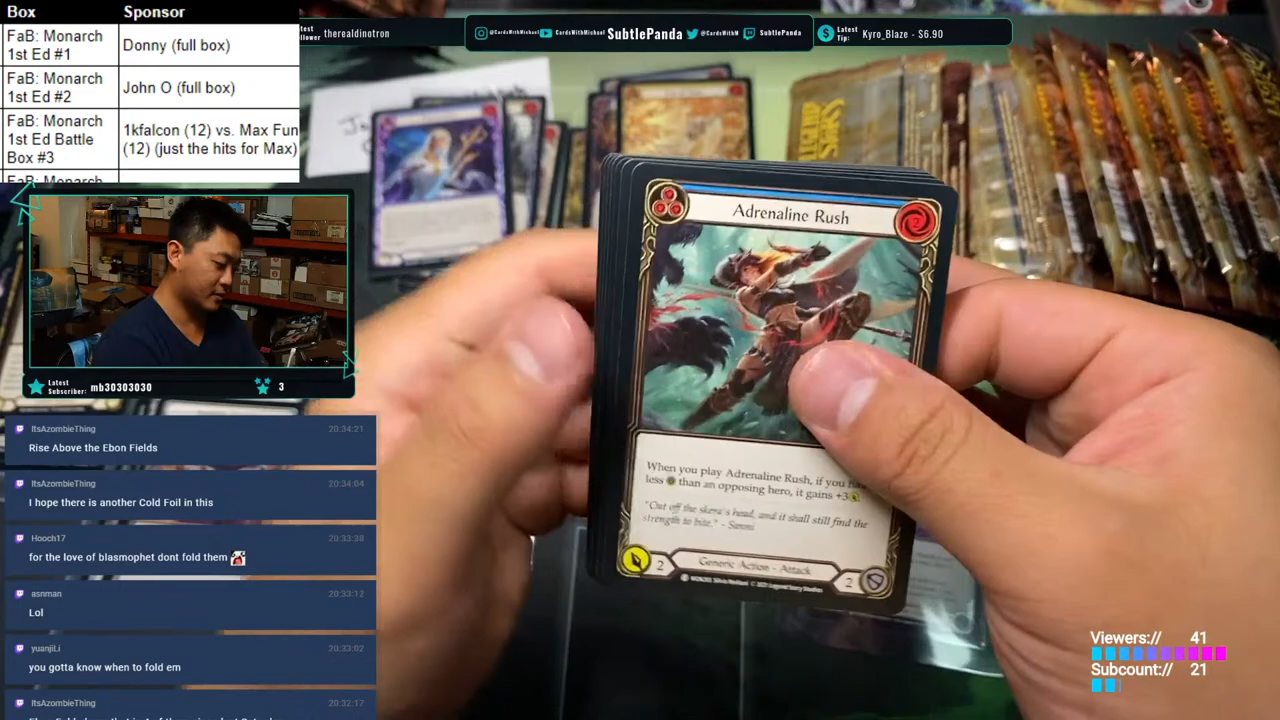 Box Sponsor
FaB: Monarch
1st Ed #1
Donny (full box)
FaB: Monarch
1st Ed #2
John O (full box)
FaB: Monarch
1st Ed Battle
Box #3
1kfalcon (12) vs. Max Fun
(12) (just the hits for Max)
FaB: Monarch
Latest
therealdinotron
@CardsWithMichael
CardsWithMichael
SubtlePanda
@CardsWithM
SubtlePanda
Latest
Tip:
Kyro_Blaze - $6.90
Latest
Subscriber:
mb30303030
3
ItsAzombieThing 20:34:21
Rise Above the Ebon Fields
ItsAzombieThing 20:34:04
I hope there is another Cold Foil in this
Hooch17 20:33:38
for the love of blasmophet dont fold them
asnman 20:33:12
Lol
yuanjiLi 20:33:02
you gotta know when to fold em
ItsAzombieThing 20:32:17
Adrenaline Rush
When you play Adrenaline Rush, if you
less than an opposing hero, it gains +3
"Cut off the skera's head, and it shall still find the
strength to bite." -
2
Generic Action - Attack
2
Viewers:// 41
Subcount:// 21